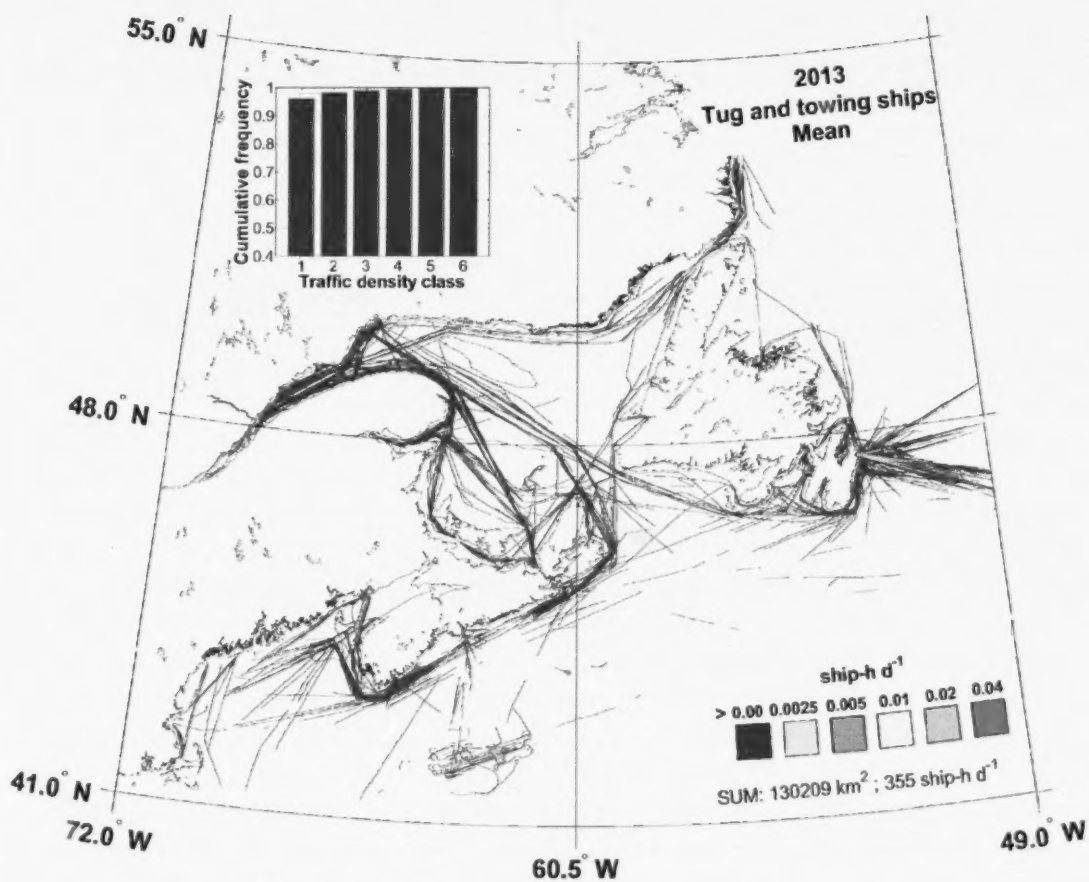 55.0° N
2013
Tug and towing ships
Mean
Cumulative frequency
1
0.9
0.8
0.7
0.6
0.5
0.4
1 2 3 4 5 6
Traffic density class
48.0° N
ship-h d⁻¹
> 0.00 0.0025 0.005 0.01 0.02 0.04
SUM: 130209 km² ; 355 ship-h d⁻¹
41.0° N
72.0° W
60.5° W
49.0° W